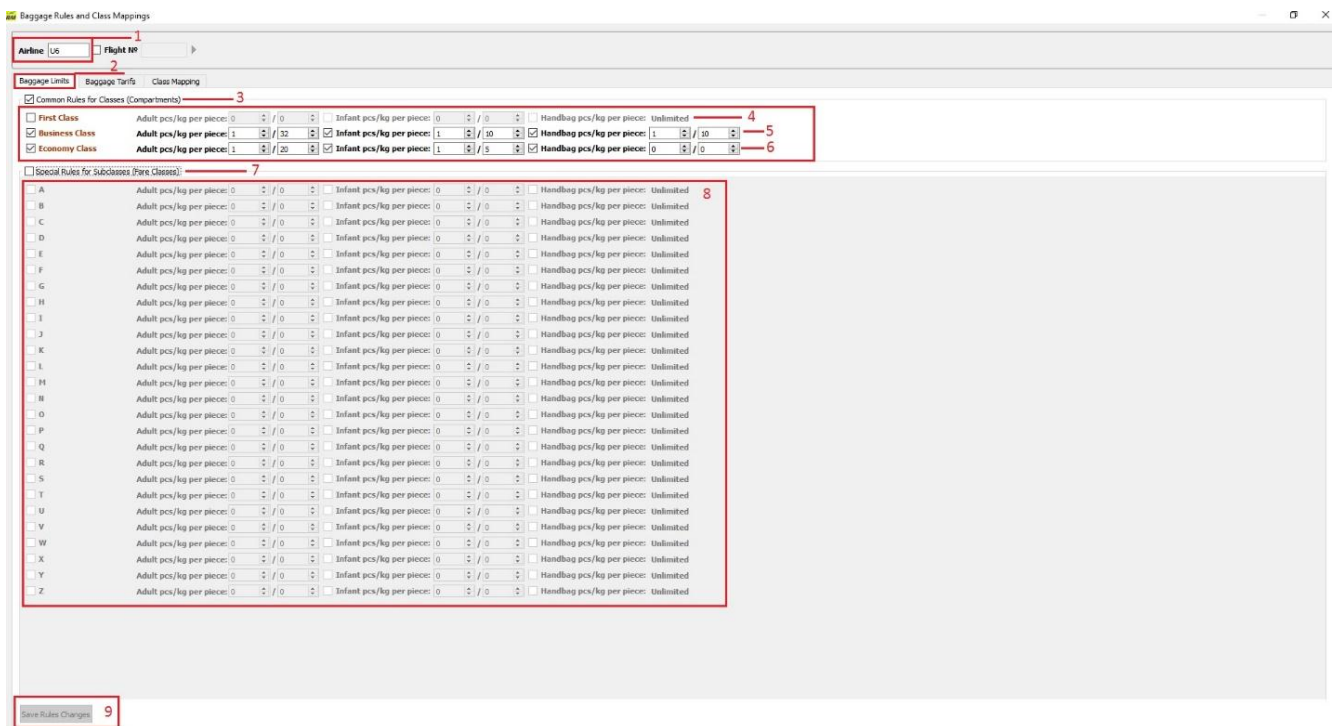 Baggage Rules and Class Mappings
1
Airline U6 Flight Nº
2
Baggage Limits Baggage Tarifs Class Mapping
Common Rules for Classes (Compartments) 3
First Class Adult pcs/kg per piece: 0 / 0 Infant pcs/kg per piece: 0 / 0 Handbag pcs/kg per piece: Unlimited 4
Business Class Adult pcs/kg per piece: 1 / 32 Infant pcs/kg per piece: 1 / 10 Handbag pcs/kg per piece: 1 / 10 5
Economy Class Adult pcs/kg per piece: 1 / 20 Infant pcs/kg per piece: 1 / 5 Handbag pcs/kg per piece: 0 / 0 6
Special Rules for Subclasses (Fare Classes) 7
A Adult pcs/kg per piece: 0 / 0 Infant pcs/kg per piece: 0 / 0 Handbag pcs/kg per piece: Unlimited 8
B Adult pcs/kg per piece: 0 / 0 Infant pcs/kg per piece: 0 / 0 Handbag pcs/kg per piece: Unlimited
C Adult pcs/kg per piece: 0 / 0 Infant pcs/kg per piece: 0 / 0 Handbag pcs/kg per piece: Unlimited
D Adult pcs/kg per piece: 0 / 0 Infant pcs/kg per piece: 0 / 0 Handbag pcs/kg per piece: Unlimited
E Adult pcs/kg per piece: 0 / 0 Infant pcs/kg per piece: 0 / 0 Handbag pcs/kg per piece: Unlimited
F Adult pcs/kg per piece: 0 / 0 Infant pcs/kg per piece: 0 / 0 Handbag pcs/kg per piece: Unlimited
G Adult pcs/kg per piece: 0 / 0 Infant pcs/kg per piece: 0 / 0 Handbag pcs/kg per piece: Unlimited
H Adult pcs/kg per piece: 0 / 0 Infant pcs/kg per piece: 0 / 0 Handbag pcs/kg per piece: Unlimited
I Adult pcs/kg per piece: 0 / 0 Infant pcs/kg per piece: 0 / 0 Handbag pcs/kg per piece: Unlimited
J Adult pcs/kg per piece: 0 / 0 Infant pcs/kg per piece: 0 / 0 Handbag pcs/kg per piece: Unlimited
K Adult pcs/kg per piece: 0 / 0 Infant pcs/kg per piece: 0 / 0 Handbag pcs/kg per piece: Unlimited
L Adult pcs/kg per piece: 0 / 0 Infant pcs/kg per piece: 0 / 0 Handbag pcs/kg per piece: Unlimited
M Adult pcs/kg per piece: 0 / 0 Infant pcs/kg per piece: 0 / 0 Handbag pcs/kg per piece: Unlimited
N Adult pcs/kg per piece: 0 / 0 Infant pcs/kg per piece: 0 / 0 Handbag pcs/kg per piece: Unlimited
O Adult pcs/kg per piece: 0 / 0 Infant pcs/kg per piece: 0 / 0 Handbag pcs/kg per piece: Unlimited
P Adult pcs/kg per piece: 0 / 0 Infant pcs/kg per piece: 0 / 0 Handbag pcs/kg per piece: Unlimited
Q Adult pcs/kg per piece: 0 / 0 Infant pcs/kg per piece: 0 / 0 Handbag pcs/kg per piece: Unlimited
R Adult pcs/kg per piece: 0 / 0 Infant pcs/kg per piece: 0 / 0 Handbag pcs/kg per piece: Unlimited
S Adult pcs/kg per piece: 0 / 0 Infant pcs/kg per piece: 0 / 0 Handbag pcs/kg per piece: Unlimited
T Adult pcs/kg per piece: 0 / 0 Infant pcs/kg per piece: 0 / 0 Handbag pcs/kg per piece: Unlimited
U Adult pcs/kg per piece: 0 / 0 Infant pcs/kg per piece: 0 / 0 Handbag pcs/kg per piece: Unlimited
V Adult pcs/kg per piece: 0 / 0 Infant pcs/kg per piece: 0 / 0 Handbag pcs/kg per piece: Unlimited
W Adult pcs/kg per piece: 0 / 0 Infant pcs/kg per piece: 0 / 0 Handbag pcs/kg per piece: Unlimited
X Adult pcs/kg per piece: 0 / 0 Infant pcs/kg per piece: 0 / 0 Handbag pcs/kg per piece: Unlimited
Y Adult pcs/kg per piece: 0 / 0 Infant pcs/kg per piece: 0 / 0 Handbag pcs/kg per piece: Unlimited
Z Adult pcs/kg per piece: 0 / 0 Infant pcs/kg per piece: 0 / 0 Handbag pcs/kg per piece: Unlimited
Save Rules Changes 9